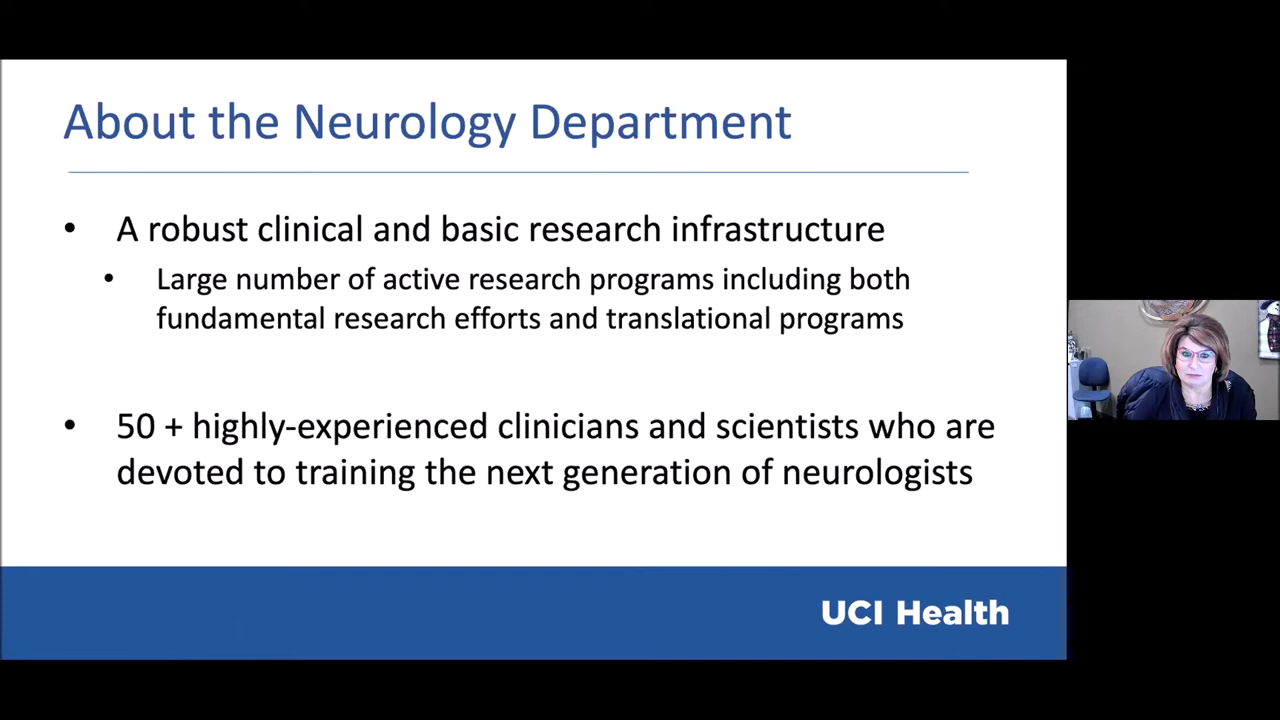 About the Neurology Department
• A robust clinical and basic research infrastructure
• Large number of active research programs including both
fundamental research efforts and translational programs
• 50 + highly-experienced clinicians and scientists who are
devoted to training the next generation of neurologists
UCI Health